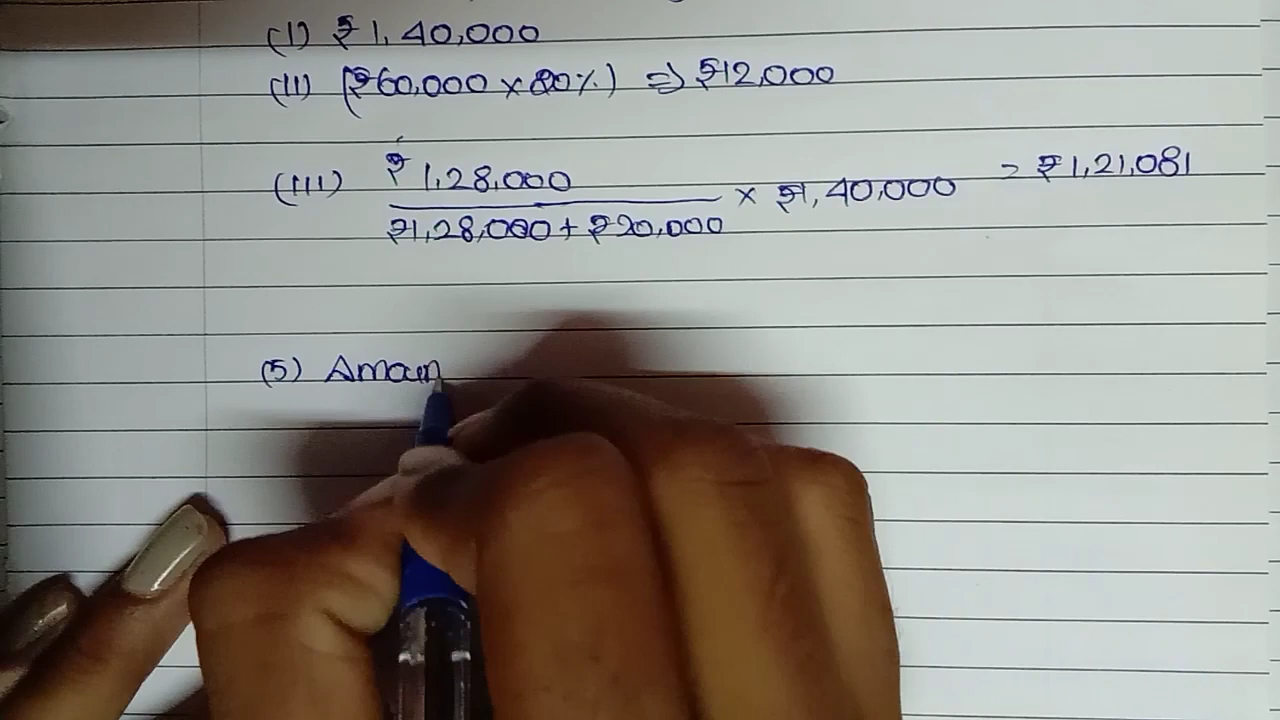 (I) ₹1,40,000
(II) (₹60,000 × 20%) => ₹12,000
(III) ₹1,28,000
₹1,28,000 + ₹20,000 × ₹1,40,000 = ₹1,21,081
(5) Aman